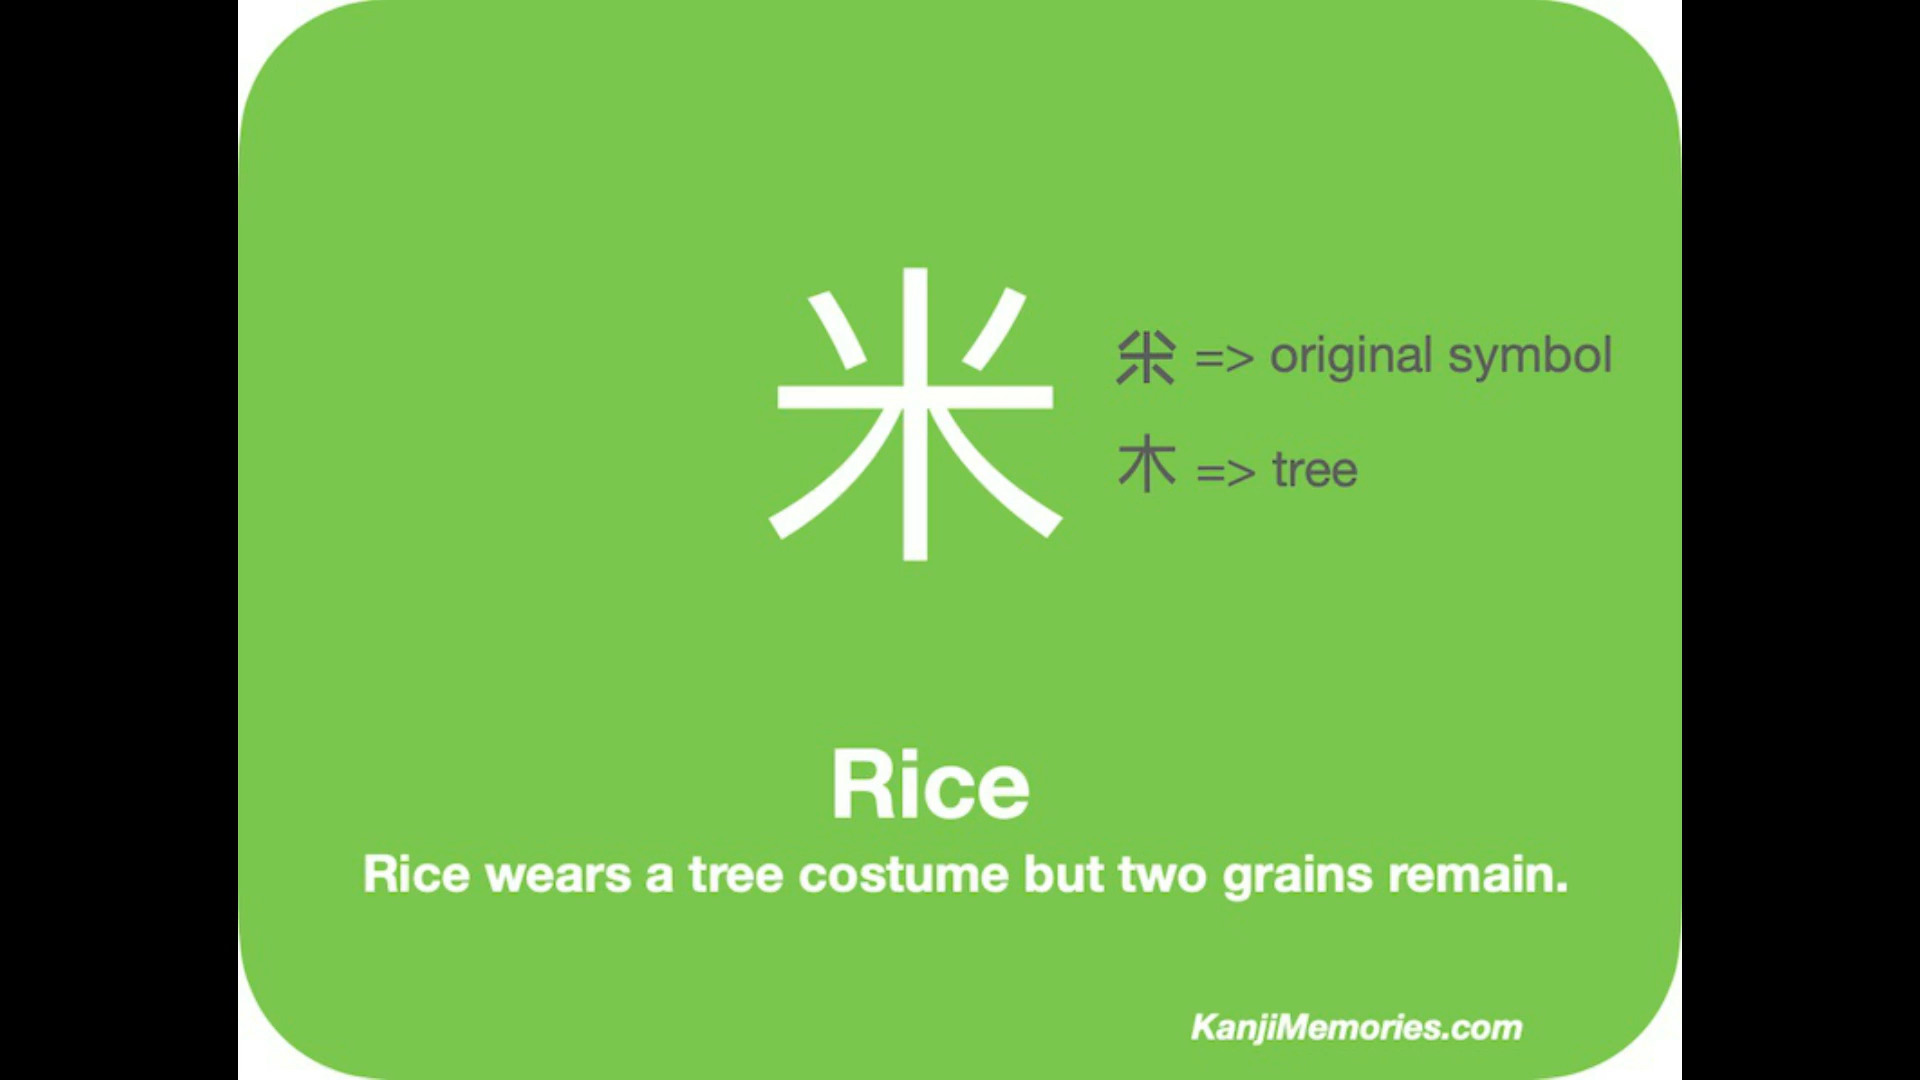 米
⽶ => original symbol
木 => tree
Rice
Rice wears a tree costume but two grains remain.
KanjiMemories.com